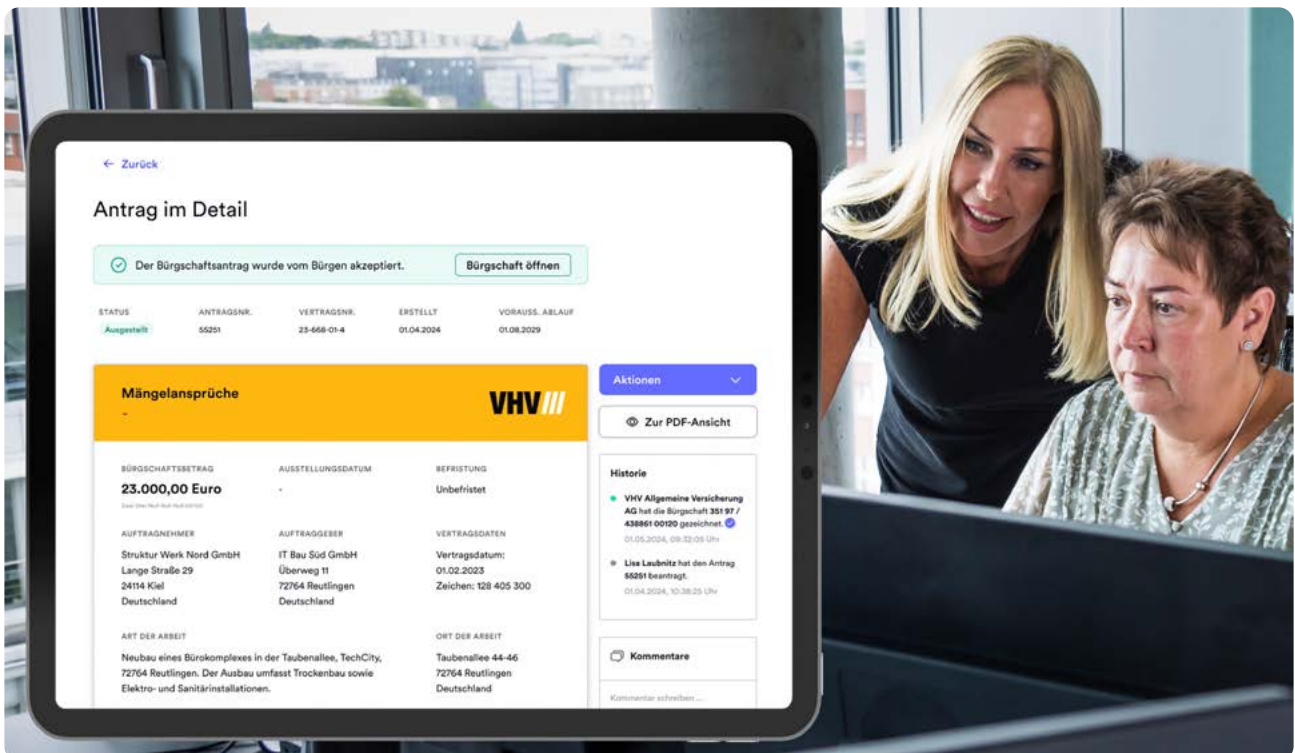 ← Zurück
Antrag im Detail
Der Bürgschaftsantrag wurde vom Bürgen akzeptiert.
Bürgschaft öffnen
STATUS
Ausgestellt
ANTRAGSNR.
55251
VERTRAGSNR.
23-668-01-4
ERSTELLT
01.04.2024
VORAUSS. ABLAUF
01.08.2029
Mängelansprüche
-
VHV
BÜRGSCHAFTSBETRAG
23.000,00 Euro
AUSSTELLUNGSDATUM
-
BEFRISTUNG
Unbefristet
AUFTRAGNEHMER
Struktur Werk Nord GmbH
Lange Straße 29
24114 Kiel
Deutschland
AUFTRAGGEBER
IT Bau Süd GmbH
Überweg 11
72764 Reutlingen
Deutschland
VERTRAGSDATEN
Vertragsdatum:
01.02.2023
Zeichen: 128 405 300
ART DER ARBEIT
Neubau eines Bürokomplexes in der Taubenallee, TechCity,
72764 Reutlingen. Der Ausbau umfasst Trockenbau sowie
Elektro- und Sanitärinstallationen.
ORT DER ARBEIT
Taubenallee 44-46
72764 Reutlingen
Deutschland
Aktionen
Zur PDF-Ansicht
Historie
VHV Allgemeine Versicherung
AG hat die Bürgschaft 351 97 /
438861 00120 gezeichnet.
01.05.2024, 09:32:05 Uhr
Lisa Laubnitz hat den Antrag
55251 beantragt.
01.04.2024, 10:38:25 Uhr
Kommentare
Kommentar schreiben ...